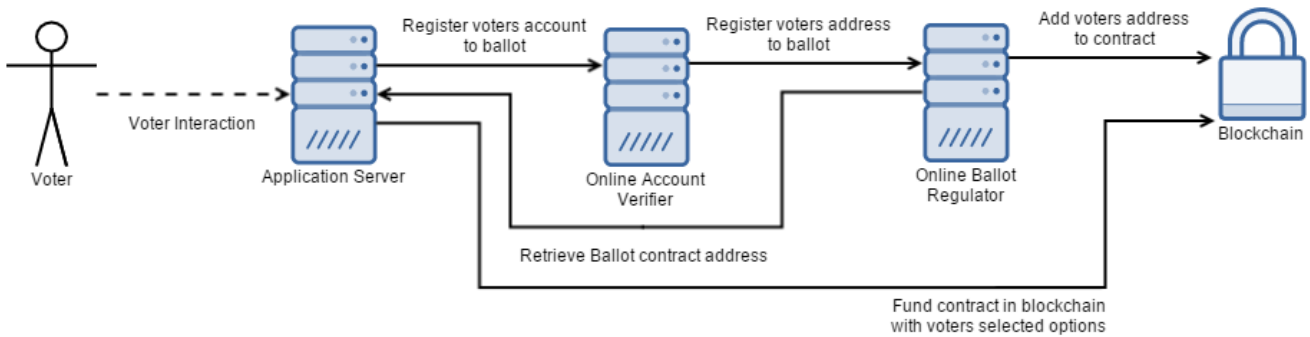 Register voters account
to ballot
Register voters address
to ballot
Add voters address
to contract
Voter Interaction
Blockchain
Voter
Application Server
Online Account
Verifier
Online Ballot
Regulator
Retrieve Ballot contract address
Fund contract in blockchain
with voters selected options